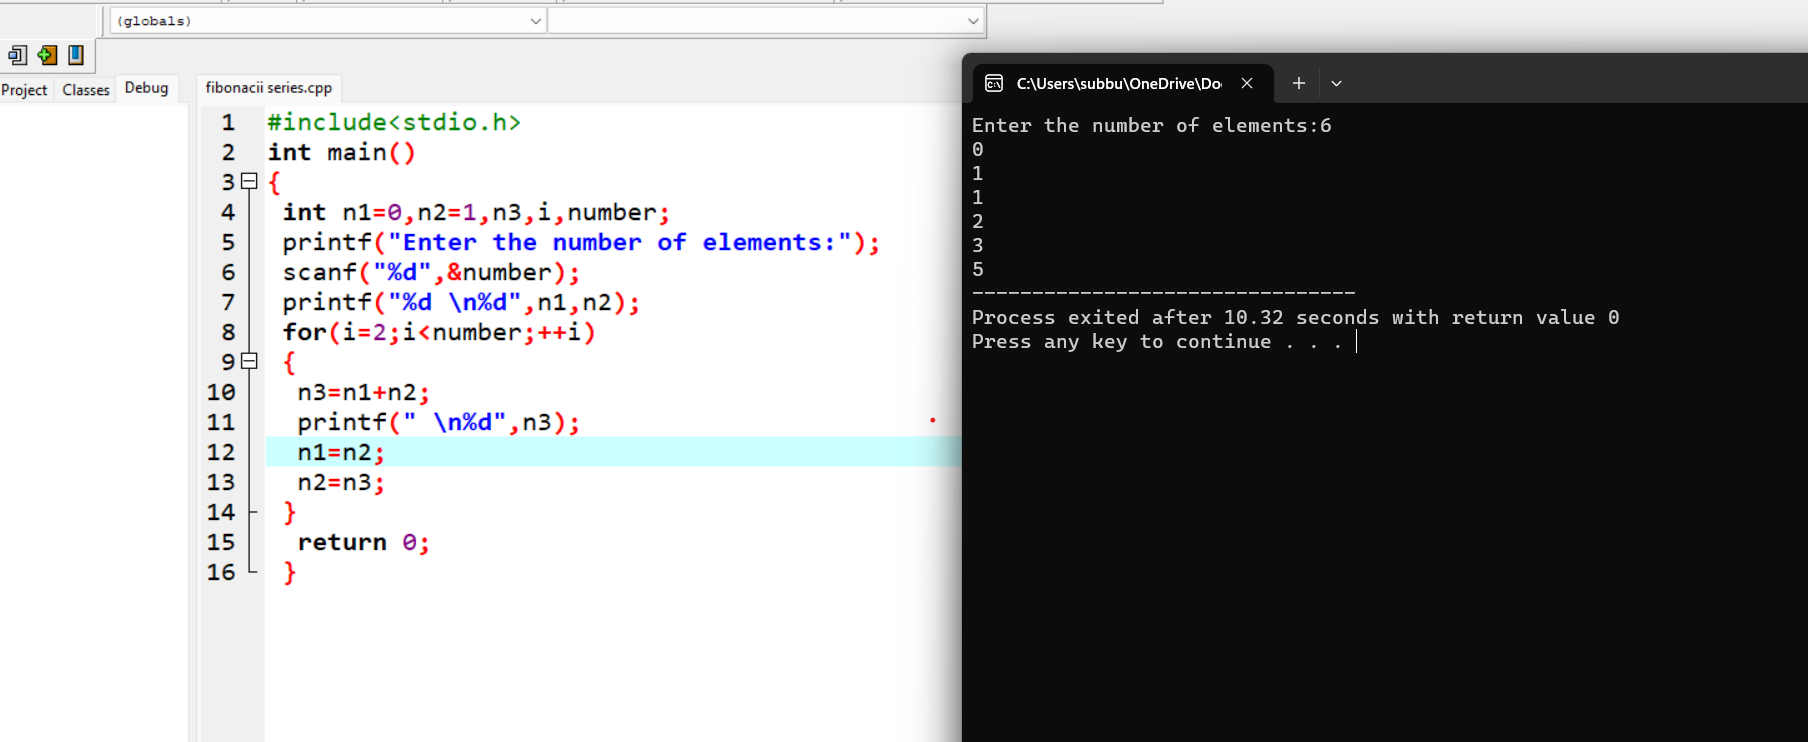 (globals)
Project Classes Debug
fibonacii series.cpp
1 #include<stdio.h>
2 int main()
3 {
4 int n1=0,n2=1,n3,i,number;
5 printf("Enter the number of elements:");
6 scanf("%d",&number);
7 printf("%d \n%d",n1,n2);
8 for(i=2;i<number;++i)
9 {
10 n3=n1+n2;
11 printf(" \n%d",n3);
12 n1=n2;
13 n2=n3;
14 }
15 return 0;
16 }
C:\Users\subbu\OneDrive\Do
Enter the number of elements:6
0
1
1
2
3
5
--------------------------------
Process exited after 10.32 seconds with return value 0
Press any key to continue . . .